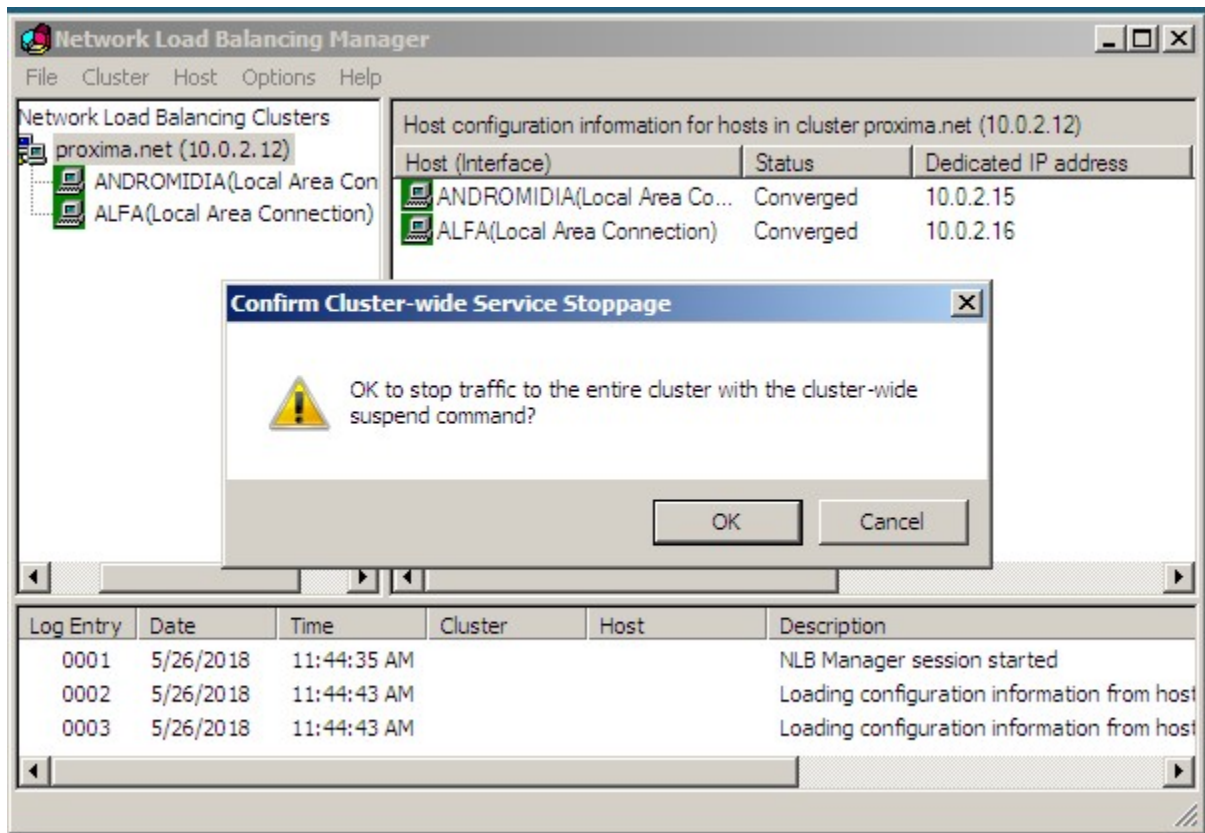 Network Load Balancing Manager
File Cluster Host Options Help
Network Load Balancing Clusters
proxima.net (10.0.2.12)
ANDROMIDIA(Local Area Con
ALFA(Local Area Connection)
Host configuration information for hosts in cluster proxima.net (10.0.2.12)
Host (Interface) Status Dedicated IP address
ANDROMIDIA(Local Area Co... Converged 10.0.2.15
ALFA(Local Area Connection) Converged 10.0.2.16
Confirm Cluster-wide Service Stoppage
OK to stop traffic to the entire cluster with the cluster-wide
suspend command?
OK Cancel
Log Entry Date Time Cluster Host Description
0001 5/26/2018 11:44:35 AM NLB Manager session started
0002 5/26/2018 11:44:43 AM Loading configuration information from host
0003 5/26/2018 11:44:43 AM Loading configuration information from host